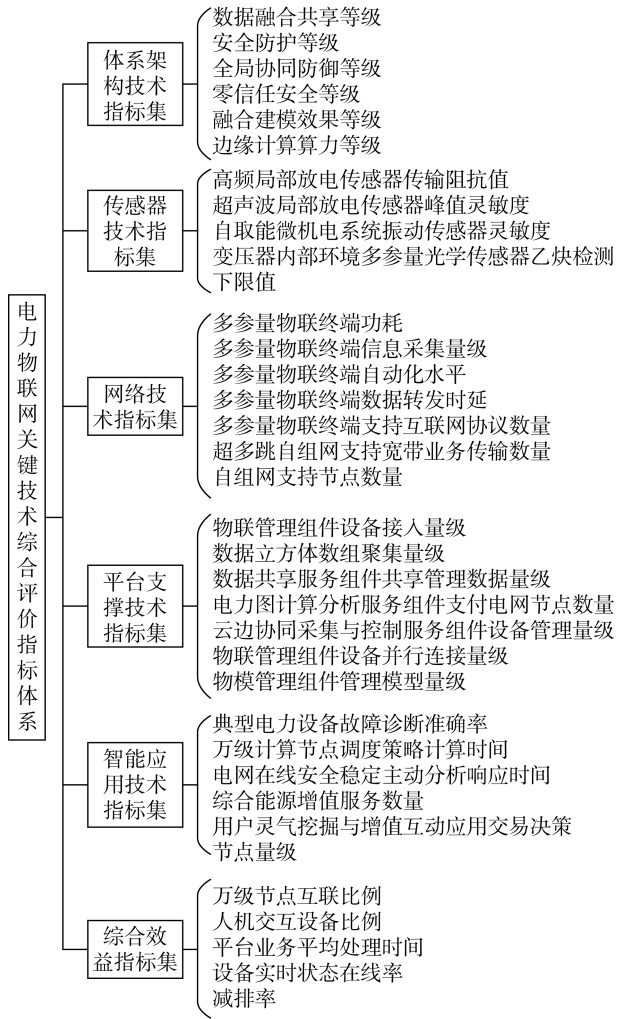 电力物联网关键技术综合评价指标体系
体系架
构技术
指标集
数据融合共享等级
安全防护等级
全局协同防御等级
零信任安全等级
融合建模效果等级
边缘计算算力等级
传感器
技术指
标集
高频局部放电传感器传输阻抗值
超声波局部放电传感器峰值灵敏度
自取能微机电系统振动传感器灵敏度
变压器内部环境多参量光学传感器乙炔检测
下限值
网络技
术指标集
多参量物联终端功耗
多参量物联终端信息采集量级
多参量物联终端自动化水平
多参量物联终端数据转发时延
多参量物联终端支持互联网协议数量
超多跳自组网支持宽带业务传输数量
自组网支持节点数量
平台支
撑技术
指标集
物联管理组件设备接入量级
数据立方体数组聚集量级
数据共享服务组件共享管理数据量级
电力图计算分析服务组件支付电网节点数量
云边协同采集与控制服务组件设备管理量级
物联管理组件设备并行连接量级
物模管理组件管理模型量级
智能应
用技术
指标集
典型电力设备故障诊断准确率
万级计算节点调度策略计算时间
电网在线安全稳定主动分析响应时间
综合能源增值服务数量
用户灵气挖掘与增值互动应用交易决策
节点量级
综合效
益指标集
万级节点互联比例
人机交互设备比例
平台业务平均处理时间
设备实时状态在线率
减排率